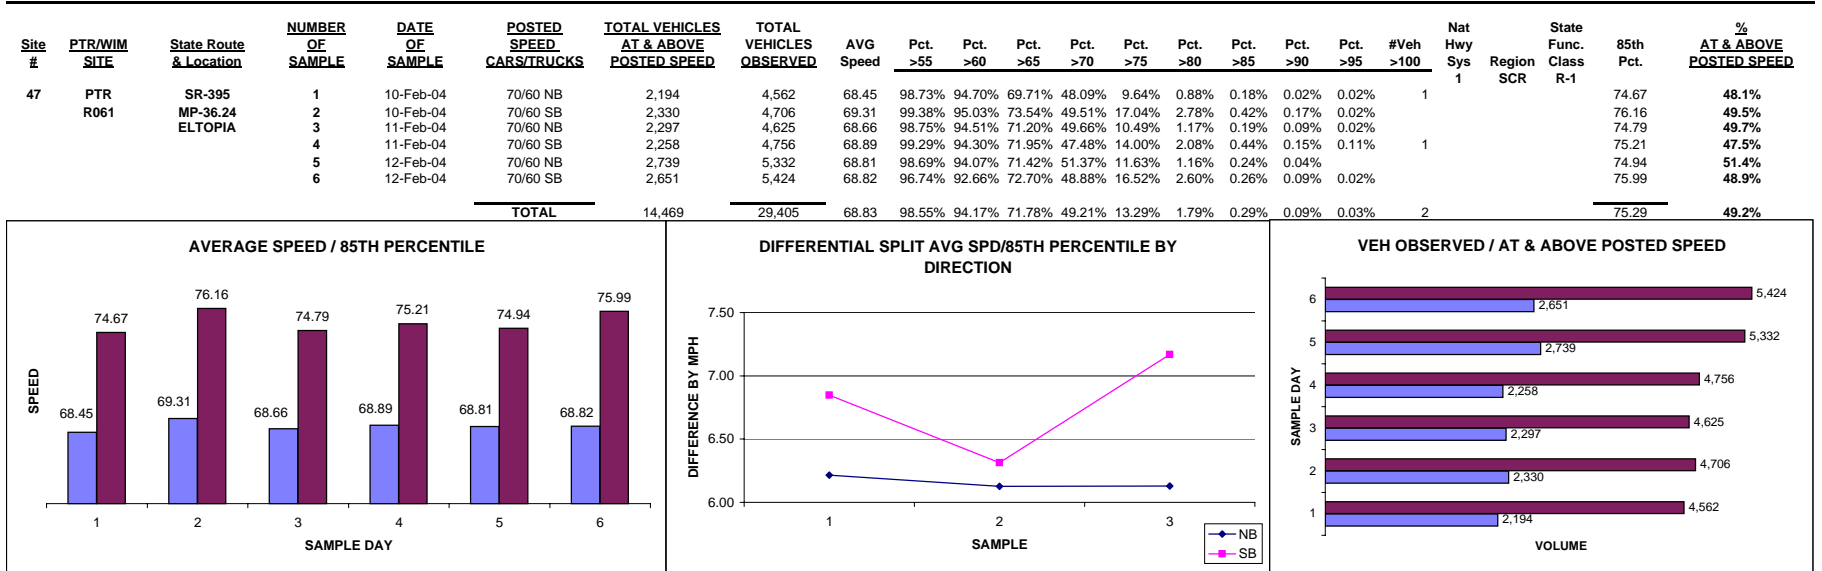 NUMBER DATE POSTED TOTAL VEHICLES TOTAL Nat State %
Site PTR/WIM State Route OF OF SPEED AT & ABOVE VEHICLES AVG Pct. Pct. Pct. Pct. Pct. Pct. Pct. Pct. Pct. #Veh Hwy Func. 85th AT & ABOVE
# SITE & Location SAMPLE SAMPLE CARS/TRUCKS POSTED SPEED OBSERVED Speed >55 >60 >65 >70 >75 >80 >85 >90 >95 >100 Sys Region Class Pct. POSTED SPEED
1 SCR R-1
47 PTR SR-395 1 10-Feb-04 70/60 NB 2,194 4,562 68.45 98.73% 94.70% 69.71% 48.09% 9.64% 0.88% 0.18% 0.02% 0.02% 1 74.67 48.1%
R061 MP-36.24 2 10-Feb-04 70/60 SB 2,330 4,706 69.31 99.38% 95.03% 73.54% 49.51% 17.04% 2.78% 0.42% 0.17% 0.02% 76.16 49.5%
ELTOPIA 3 11-Feb-04 70/60 NB 2,297 4,625 68.66 98.75% 94.51% 71.20% 49.66% 10.49% 1.17% 0.19% 0.09% 0.02% 74.79 49.7%
4 11-Feb-04 70/60 SB 2,258 4,756 68.89 99.29% 94.30% 71.95% 47.48% 14.00% 2.08% 0.44% 0.15% 0.11% 1 75.21 47.5%
5 12-Feb-04 70/60 NB 2,739 5,332 68.81 98.69% 94.07% 71.42% 51.37% 11.63% 1.16% 0.24% 0.04% 74.94 51.4%
6 12-Feb-04 70/60 SB 2,651 5,424 68.82 96.74% 92.66% 72.70% 48.88% 16.52% 2.60% 0.26% 0.09% 0.02% 75.99 48.9%
TOTAL 14,469 29,405 68.83 98.55% 94.17% 71.78% 49.21% 13.29% 1.79% 0.29% 0.09% 0.03% 2 75.29 49.2%
AVERAGE SPEED / 85TH PERCENTILE
SPEED
68.45 74.67 69.31 76.16 68.66 74.79 68.89 75.21 68.81 74.94 68.82 75.99
1 2 3 4 5 6
SAMPLE DAY
DIFFERENTIAL SPLIT AVG SPD/85TH PERCENTILE BY
DIRECTION
DIFFERENCE BY MPH
7.50
7.00
6.50
6.00
1 2 3
SAMPLE
NB
SB
VEH OBSERVED / AT & ABOVE POSTED SPEED
SAMPLE DAY
6 5,424
2,651
5 5,332
2,739
4 4,756
2,258
3 4,625
2,297
2 4,706
2,330
1 4,562
2,194
VOLUME